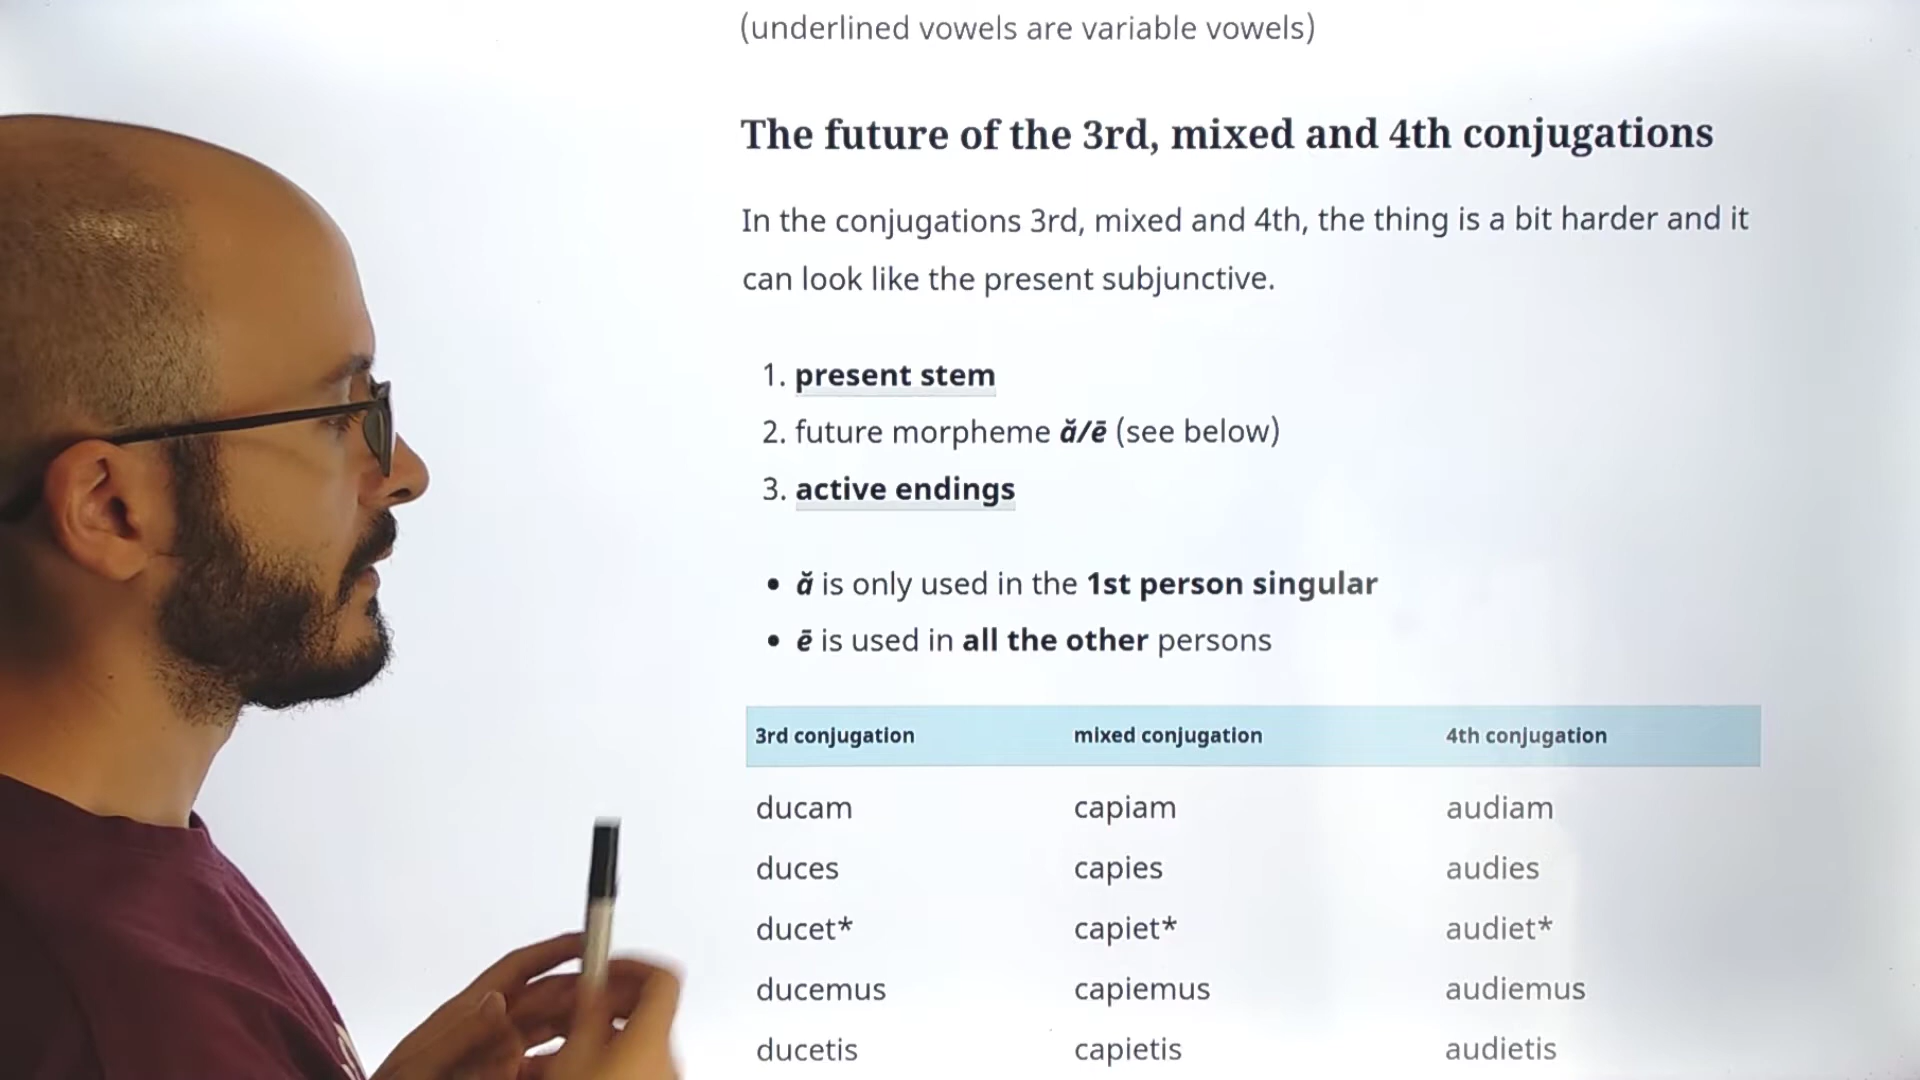 (underlined vowels are variable vowels)
The future of the 3rd, mixed and 4th conjugations
In the conjugations 3rd, mixed and 4th, the thing is a bit harder and it
can look like the present subjunctive.
1. present stem
2. future morpheme ă/ē (see below)
3. active endings
• ă is only used in the 1st person singular
• ē is used in all the other persons
3rd conjugation mixed conjugation 4th conjugation
ducam capiam audiam
duces capies audies
ducet* capiet* audiet*
ducemus capiemus audiemus
ducetis capietis audietis